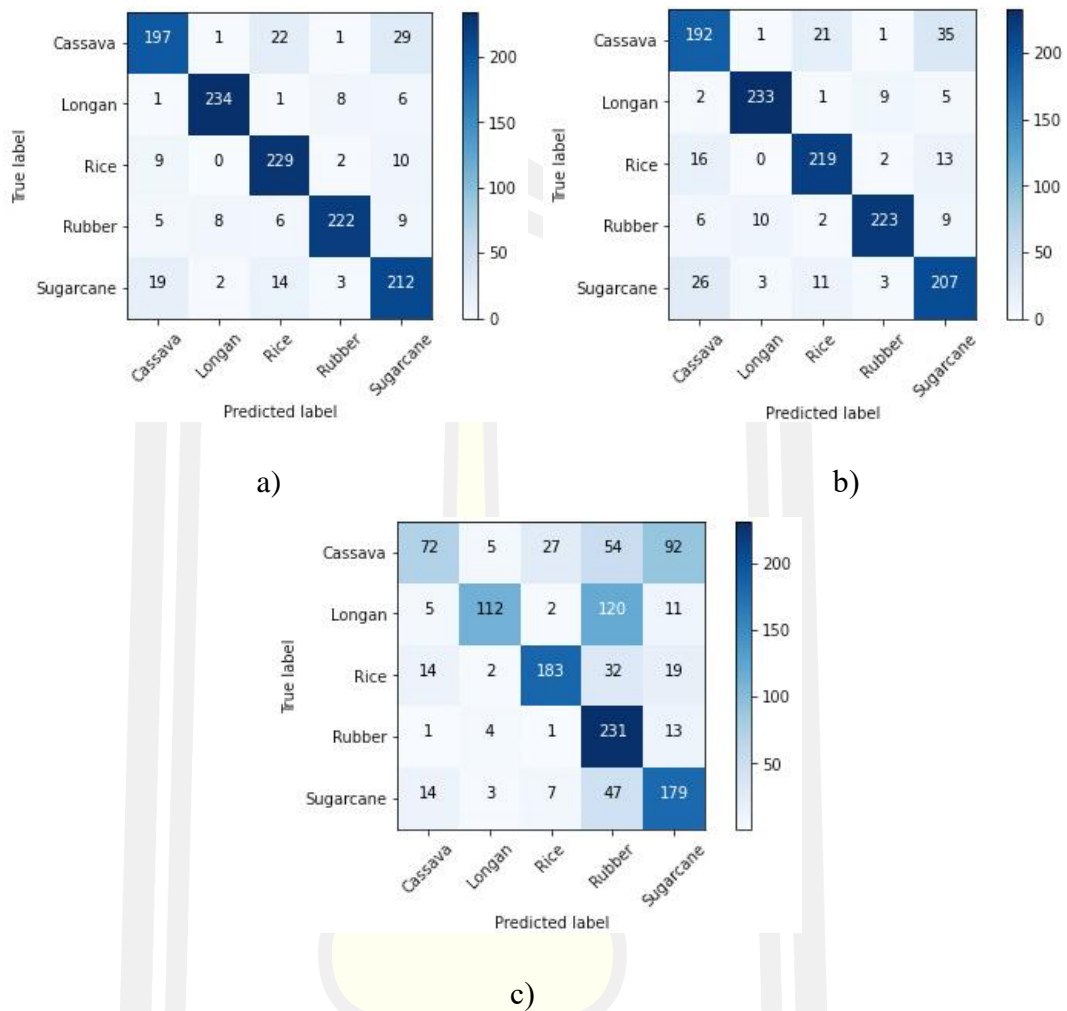 Cassava 197 1 22 1 29
Longan 1 234 1 8 6
Rice 9 0 229 2 10
Rubber 5 8 6 222 9
Sugarcane 19 2 14 3 212
True label
Cassava Longan Rice Rubber Sugarcane
Predicted label
200
150
100
50
0
a)
Cassava 192 1 21 1 35
Longan 2 233 1 9 5
Rice 16 0 219 2 13
Rubber 6 10 2 223 9
Sugarcane 26 3 11 3 207
True label
Cassava Longan Rice Rubber Sugarcane
Predicted label
200
150
100
50
0
b)
Cassava 72 5 27 54 92
Longan 5 112 2 120 11
Rice 14 2 183 32 19
Rubber 1 4 1 231 13
Sugarcane 14 3 7 47 179
True label
Cassava Longan Rice Rubber Sugarcane
Predicted label
200
150
100
50
c)